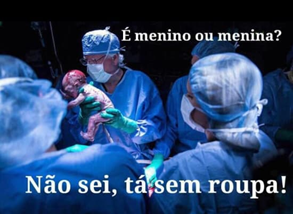 É menino ou menina?
Não sei, tá sem roupa!